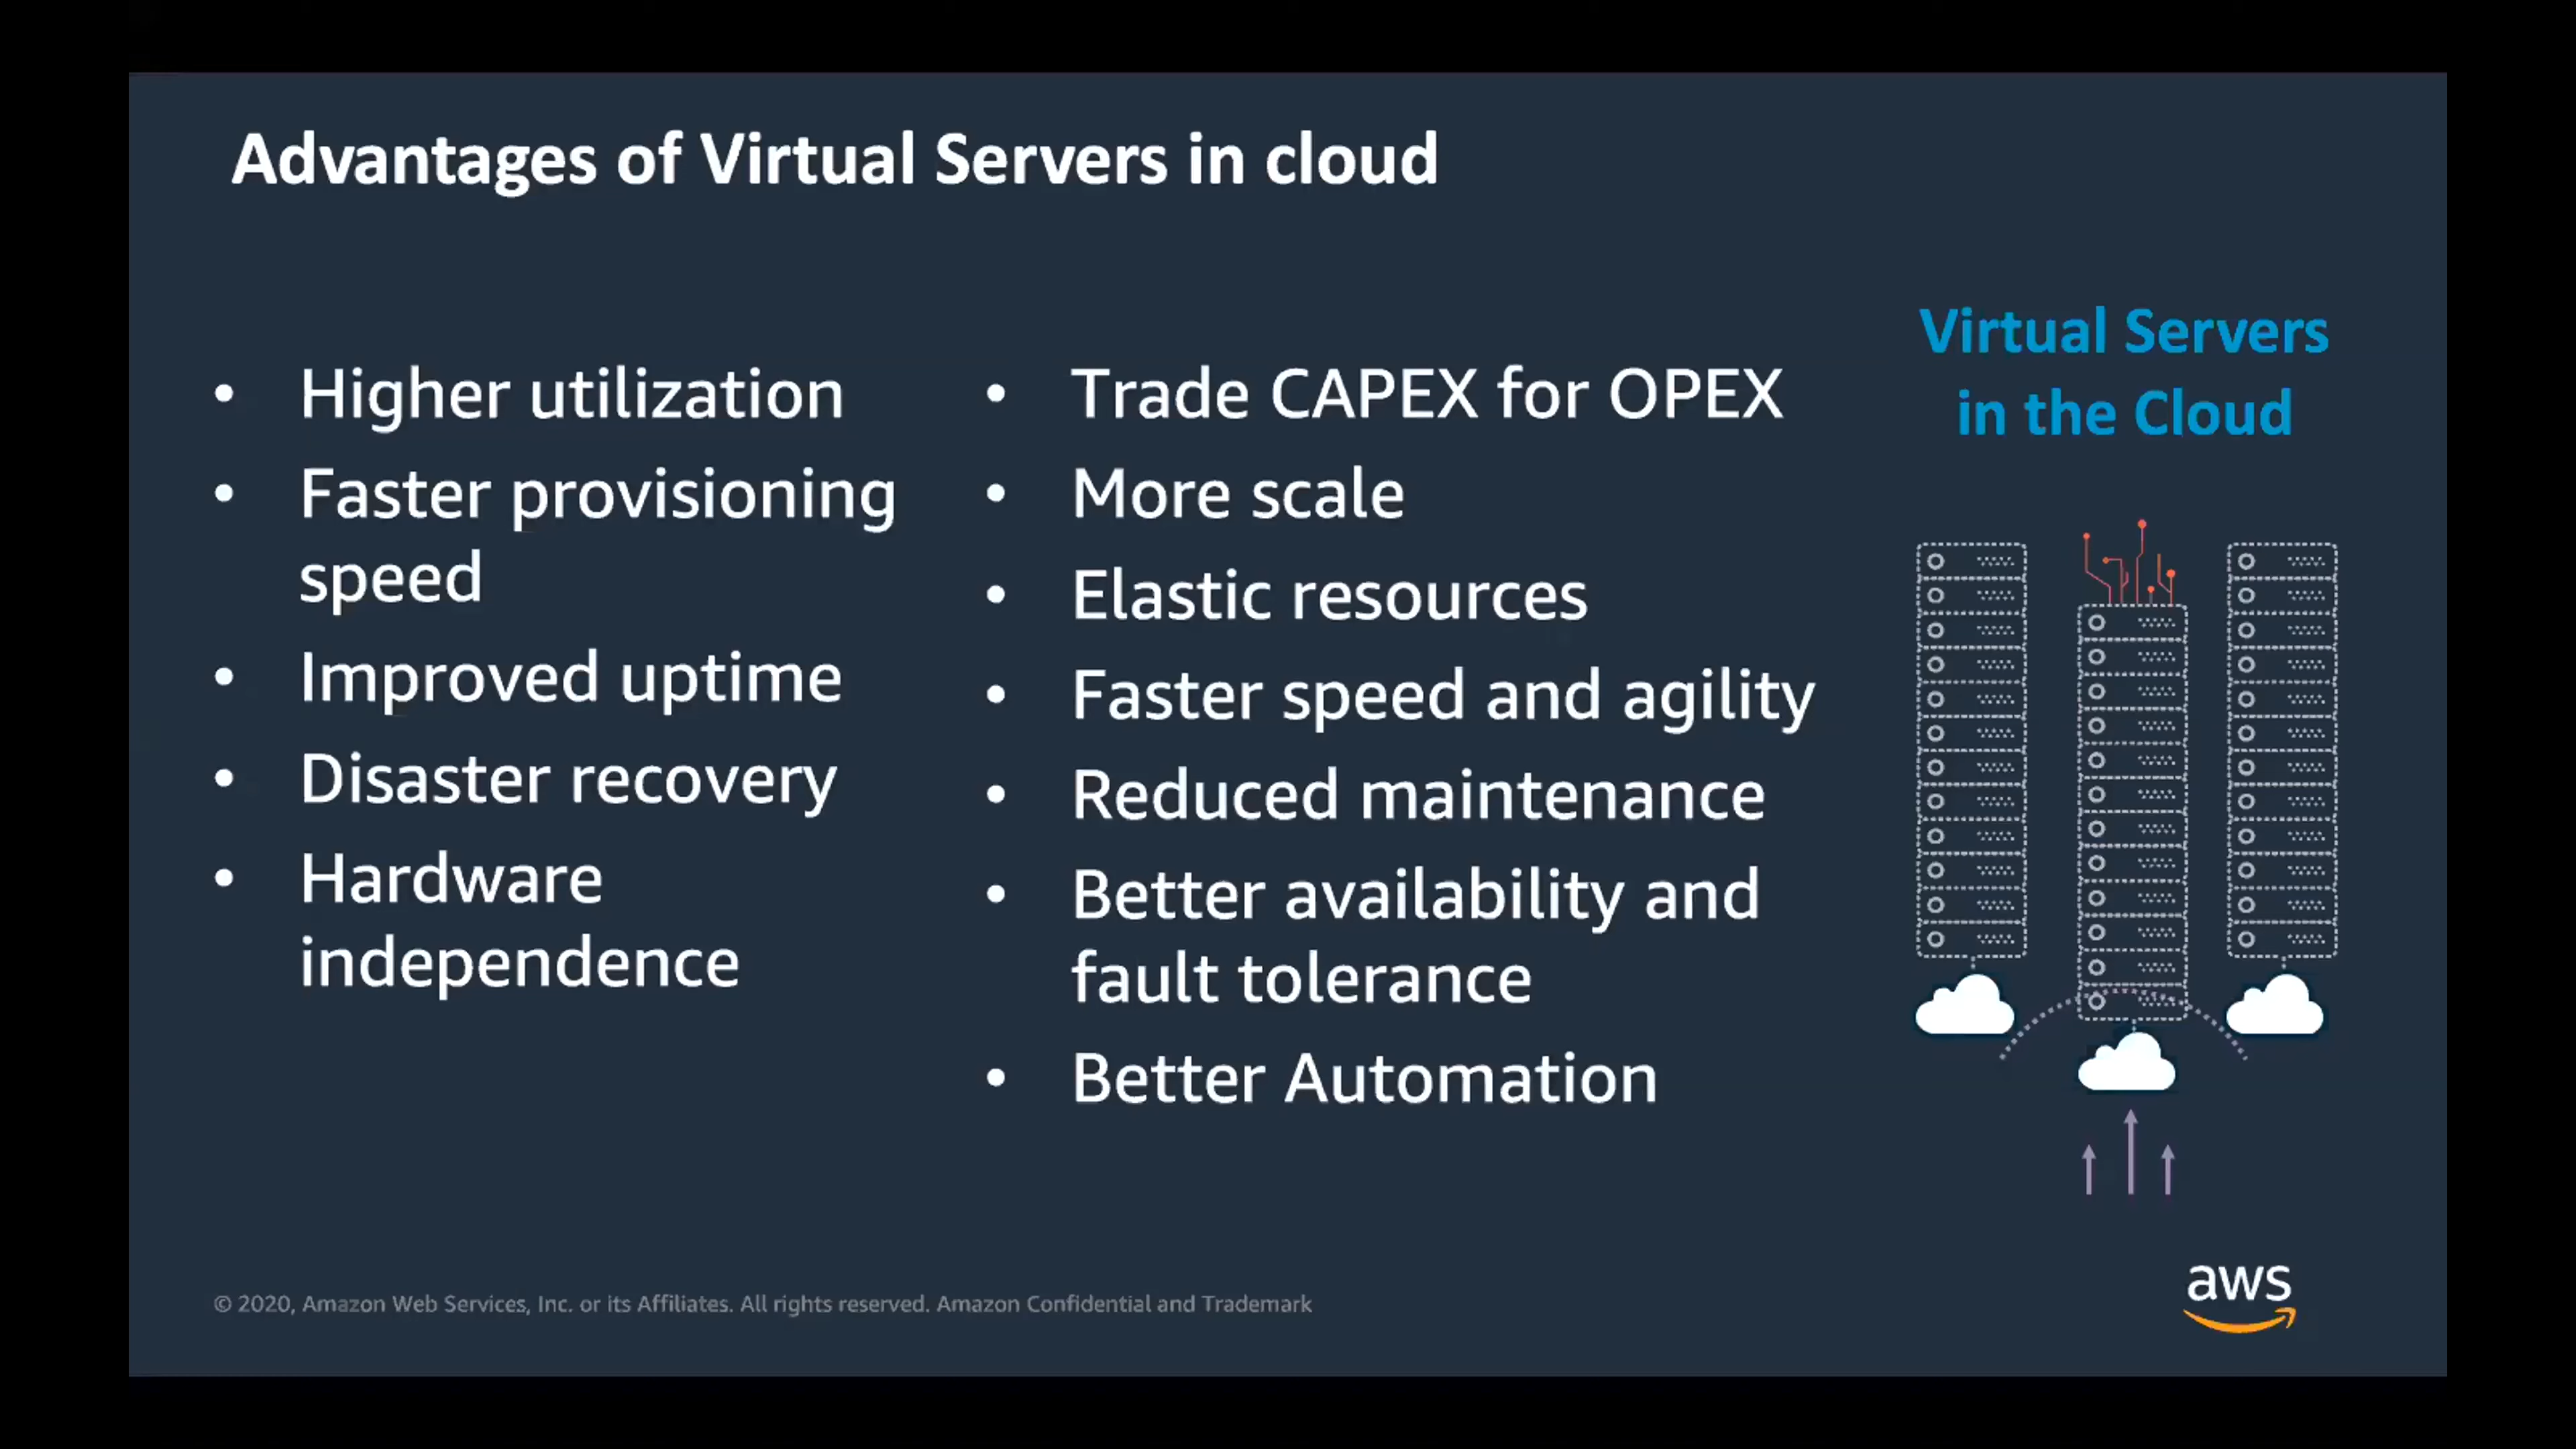 Advantages of Virtual Servers in cloud
• Higher utilization
• Faster provisioning
speed
• Improved uptime
• Disaster recovery
• Hardware
independence
• Trade CAPEX for OPEX
• More scale
• Elastic resources
• Faster speed and agility
• Reduced maintenance
• Better availability and
fault tolerance
• Better Automation
Virtual Servers
in the Cloud
© 2020, Amazon Web Services, Inc. or its Affiliates. All rights reserved. Amazon Confidential and Trademark
aws